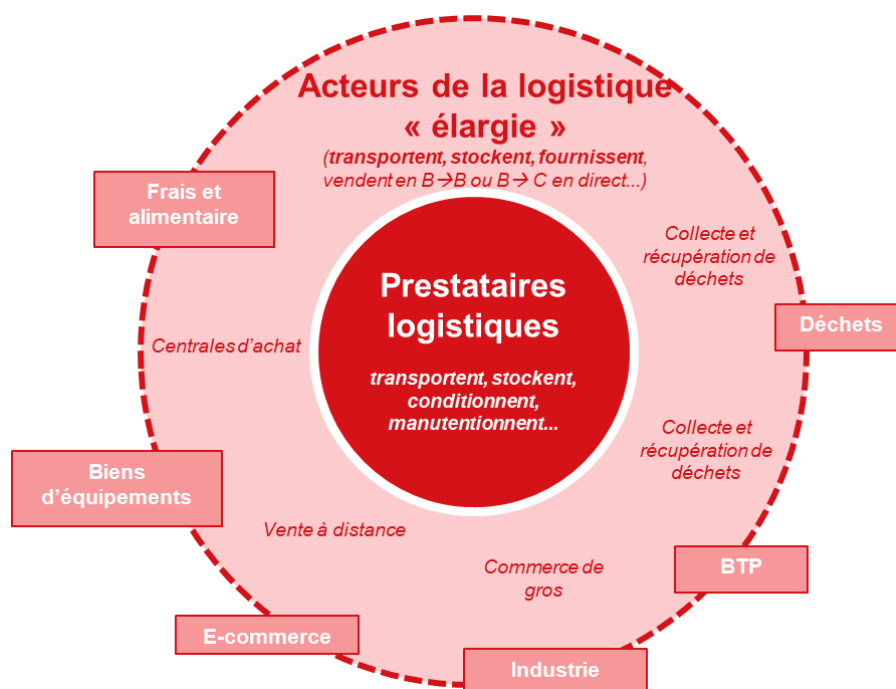 Acteurs de la logistique
« élargie »
(transportent, stockent, fournissent,
vendent en B→B ou B→ C en direct...)
Frais et
alimentaire
Collecte et
récupération de
déchets
Prestataires
logistiques
Déchets
Centrales d'achat
transportent, stockent,
conditionnent,
manutentionnent...
Collecte et
récupération de
déchets
Biens
d'équipements
Vente à distance
Commerce de
gros
BTP
E-commerce
Industrie